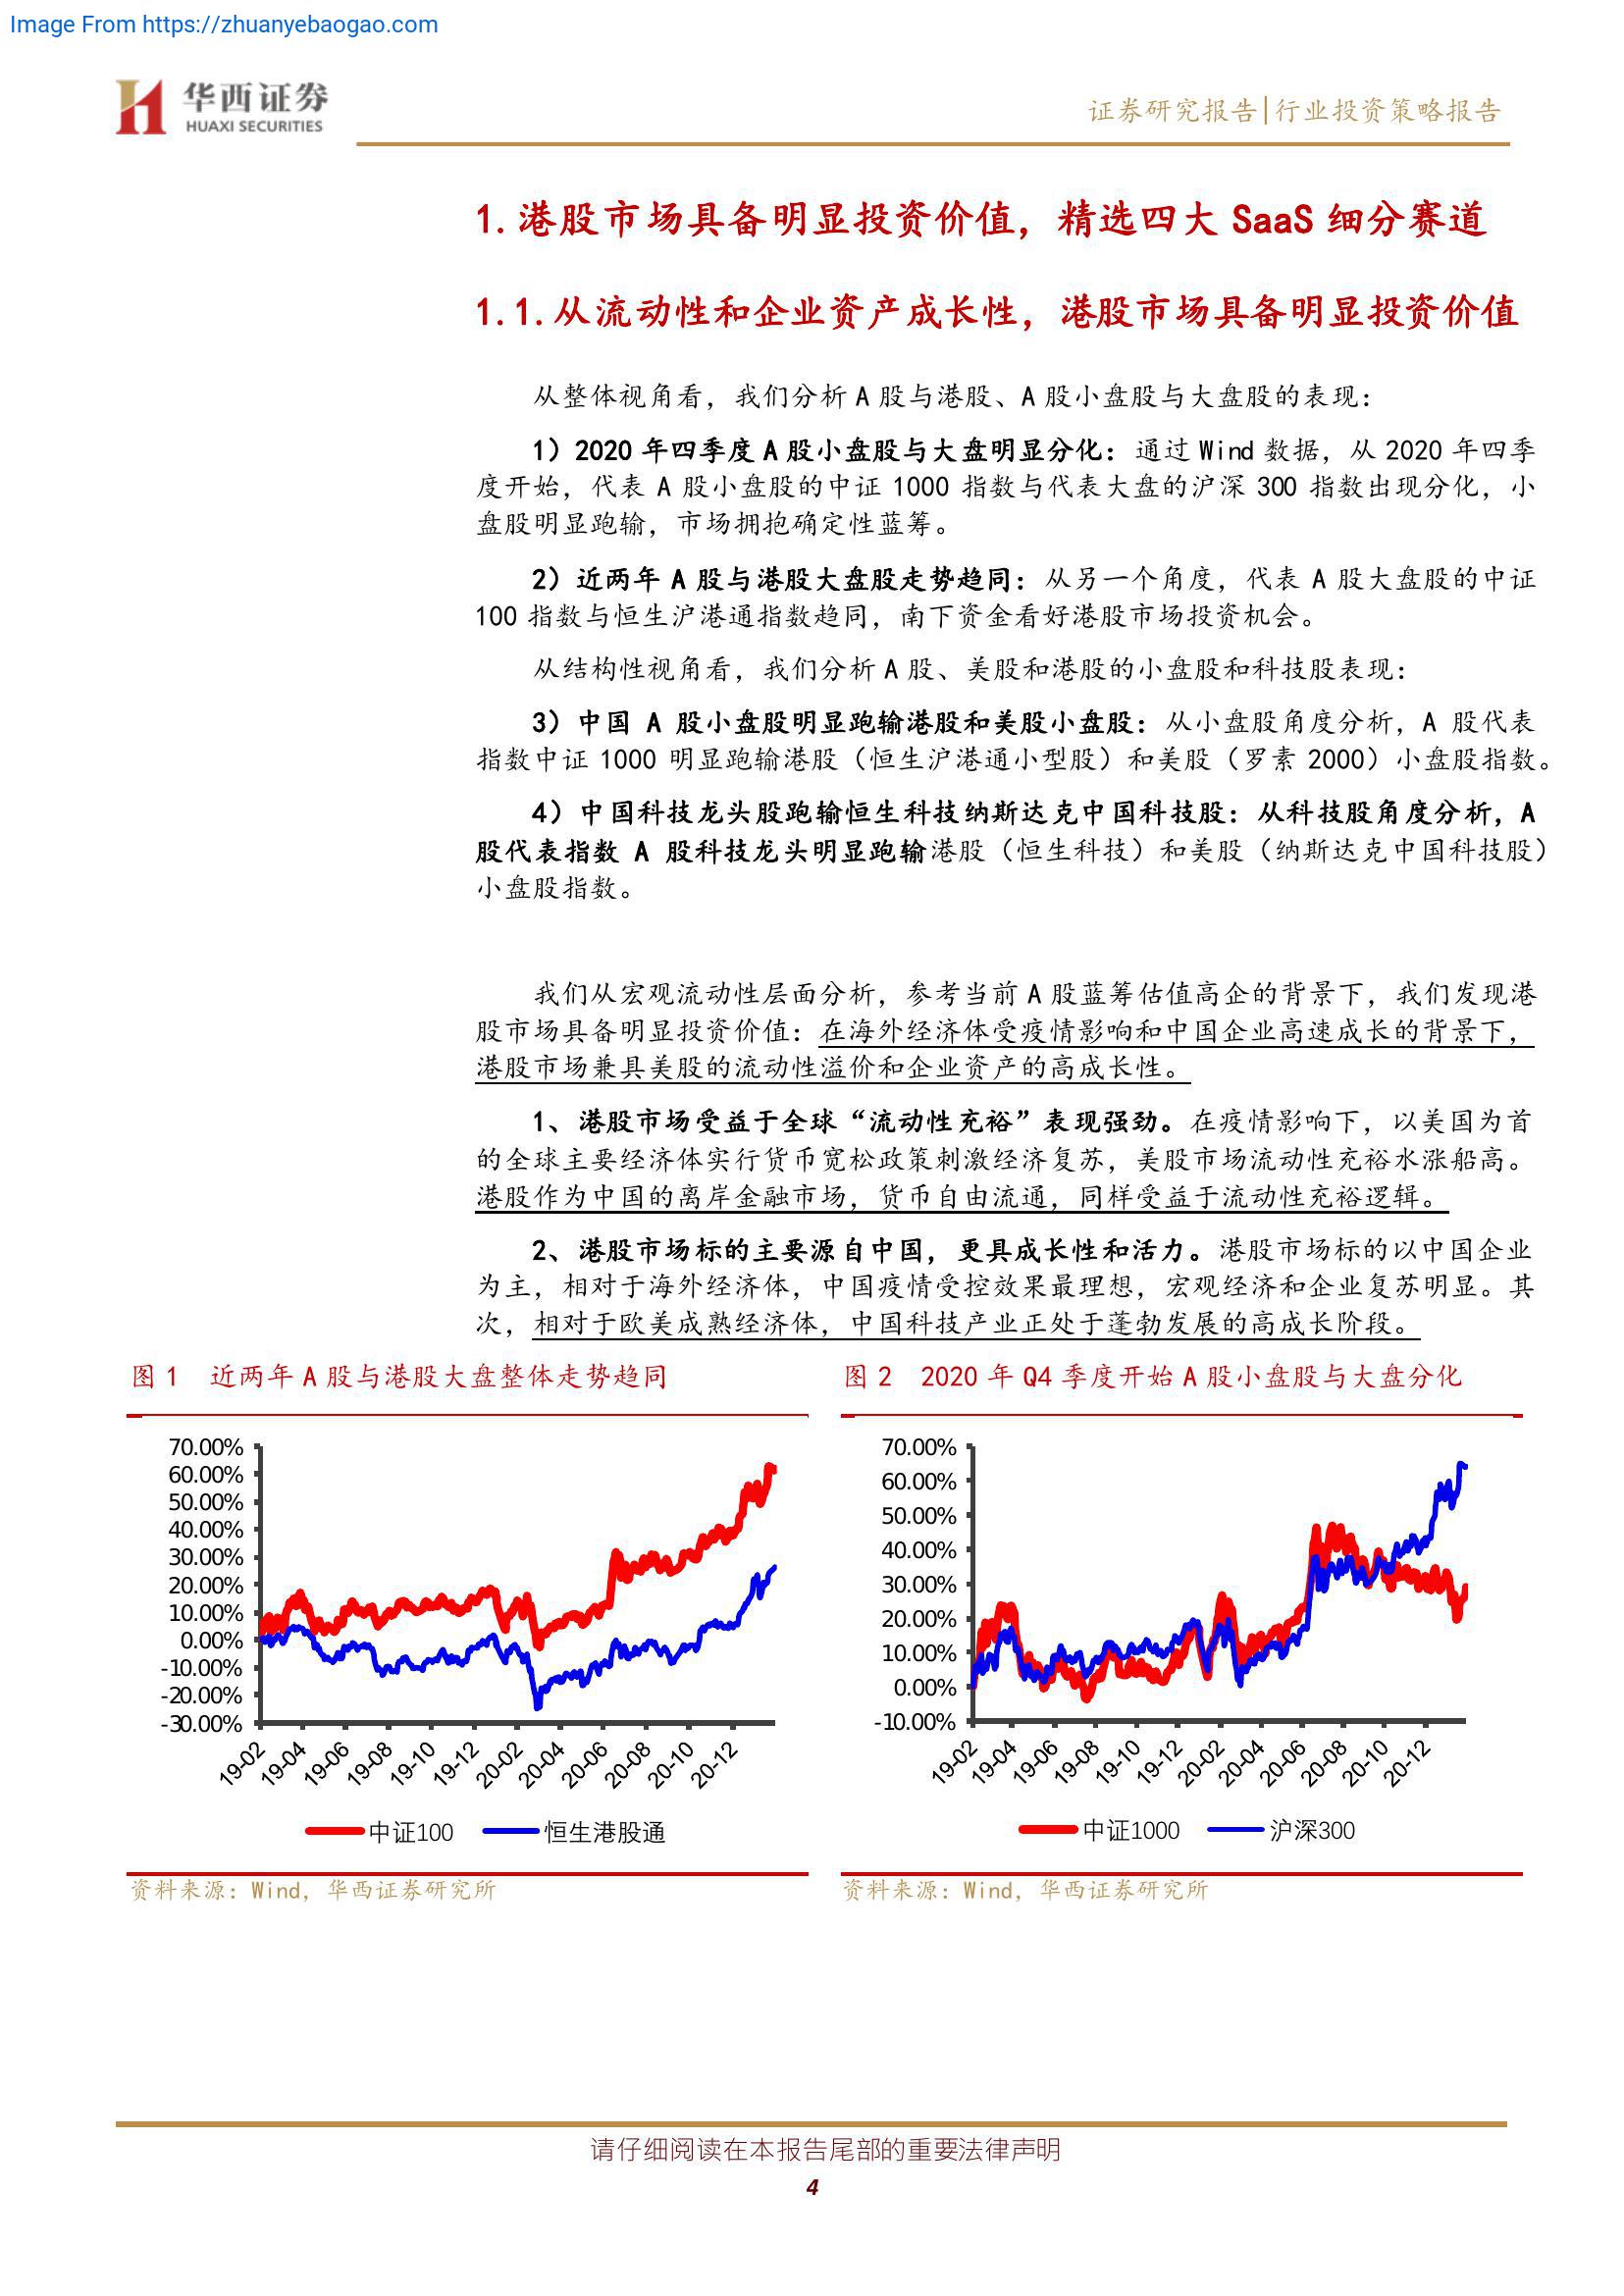 Image From https://zhuanyebaogao.com
华西证券
HUAXI SECURITIES
证券研究报告|行业投资策略报告
1.港股市场具备明显投资价值，精选四大 SaaS 细分赛道
1.1.从流动性和企业资产成长性，港股市场具备明显投资价值
从整体视角看，我们分析 A 股与港股、A 股小盘股与大盘股的表现：
1）2020 年四季度 A 股小盘股与大盘明显分化：通过 Wind 数据，从 2020 年四季
度开始，代表 A 股小盘股的中证 1000 指数与代表大盘的沪深 300 指数出现分化，小
盘股明显跑输，市场拥抱确定性蓝筹。
2）近两年 A 股与港股大盘股走势趋同：从另一个角度，代表 A 股大盘股的中证
100 指数与恒生沪港通指数趋同，南下资金看好港股市场投资机会。
从结构性视角看，我们分析 A 股、美股和港股的小盘股和科技股表现：
3）中国 A 股小盘股明显跑输港股和美股小盘股：从小盘股角度分析，A 股代表
指数中证 1000 明显跑输港股（恒生沪港通小型股）和美股（罗素 2000）小盘股指数。
4）中国科技龙头股跑输恒生科技纳斯达克中国科技股：从科技股角度分析，A
股代表指数 A 股科技龙头明显跑输港股（恒生科技）和美股（纳斯达克中国科技股）
小盘股指数。
我们从宏观流动性层面分析，参考当前 A 股蓝筹估值高企的背景下，我们发现港
股市场具备明显投资价值：在海外经济体受疫情影响和中国企业高速成长的背景下，
港股市场兼具美股的流动性溢价和企业资产的高成长性。
1、港股市场受益于全球“流动性充裕”表现强劲。在疫情影响下，以美国为首
的全球主要经济体实行货币宽松政策刺激经济复苏，美股市场流动性充裕水涨船高。
港股作为中国的离岸金融市场，货币自由流通，同样受益于流动性充裕逻辑。
2、港股市场标的主要源自中国，更具成长性和活力。港股市场标的以中国企业
为主，相对于海外经济体，中国疫情受控效果最理想，宏观经济和企业复苏明显。其
次，相对于欧美成熟经济体，中国科技产业正处于蓬勃发展的高成长阶段。
图 1 近两年 A 股与港股大盘整体走势趋同
70.00%
60.00%
50.00%
40.00%
30.00%
20.00%
10.00%
0.00%
-10.00%
-20.00%
-30.00%
19-02 19-04 19-06 19-08 19-10 19-12 20-02 20-04 20-06 20-08 20-10 20-12
中证100 恒生港股通
资料来源：Wind，华西证券研究所
图 2 2020 年 Q4 季度开始 A 股小盘股与大盘分化
70.00%
60.00%
50.00%
40.00%
30.00%
20.00%
10.00%
0.00%
-10.00%
19-02 19-04 19-06 19-08 19-10 19-12 20-02 20-04 20-06 20-08 20-10 20-12
中证1000 沪深300
资料来源：Wind，华西证券研究所
请仔细阅读在本报告尾部的重要法律声明
4